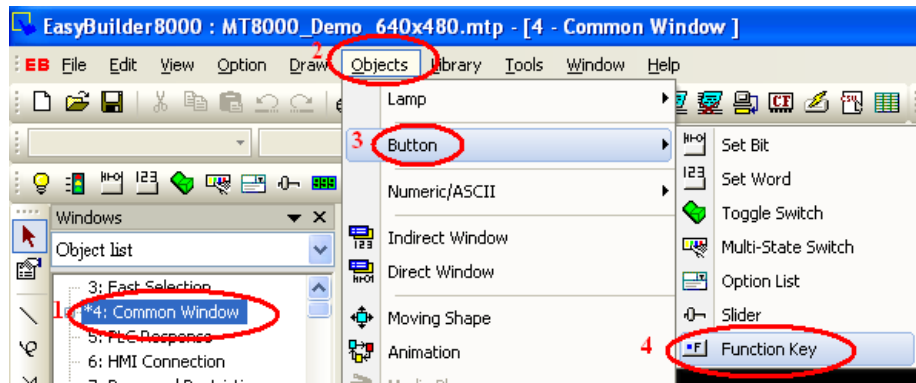 EasyBuilder8000 : MT8000_Demo_640x480.mtp - [4 - Common Window ]
2
EB File Edit View Option Draw Objects Library Tools Window Help
Lamp
CF
3 Button
Set Bit
123 Set Word
Numeric/ASCII
Toggle Switch
Windows
Indirect Window
Multi-State Switch
Object list
Direct Window
Option List
3: Fast Selection
1 *4: Common Window
Moving Shape
Slider
5: PLC Response
Animation
4 F Function Key
6: HMI Connection